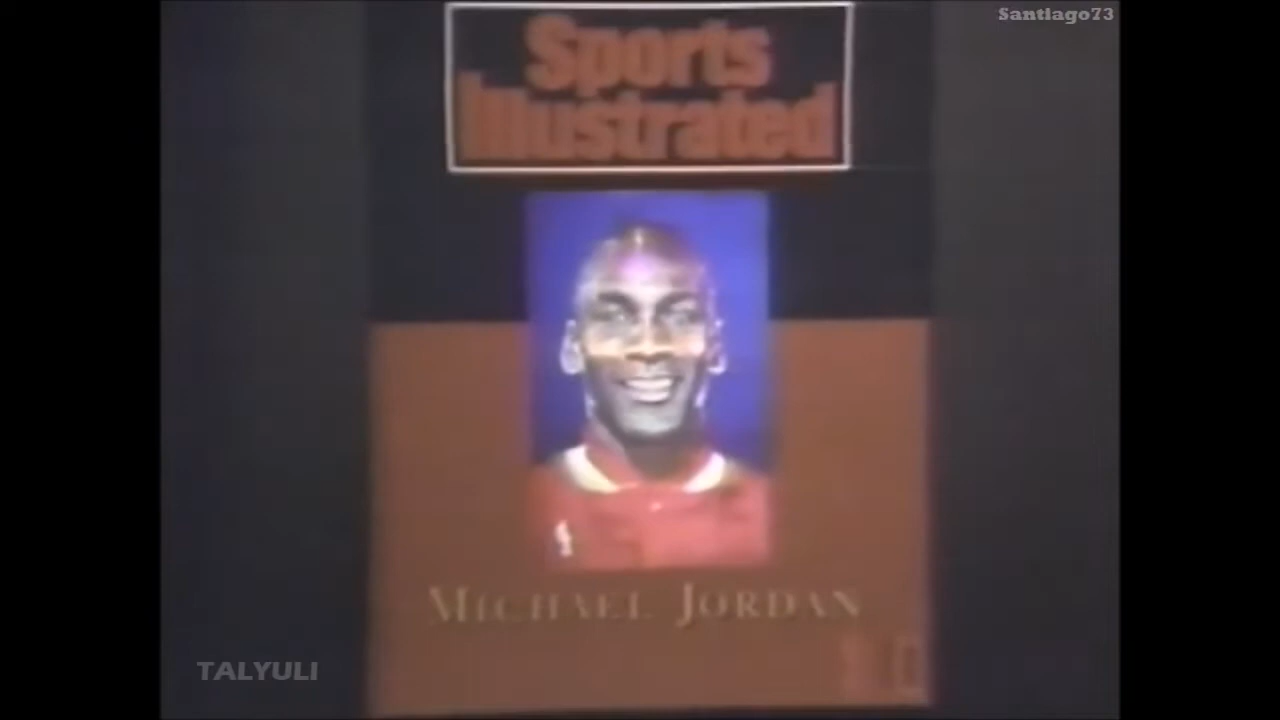 Santiago73
Sports
Illustrated
MICHAEL JORDAN
TALYULI